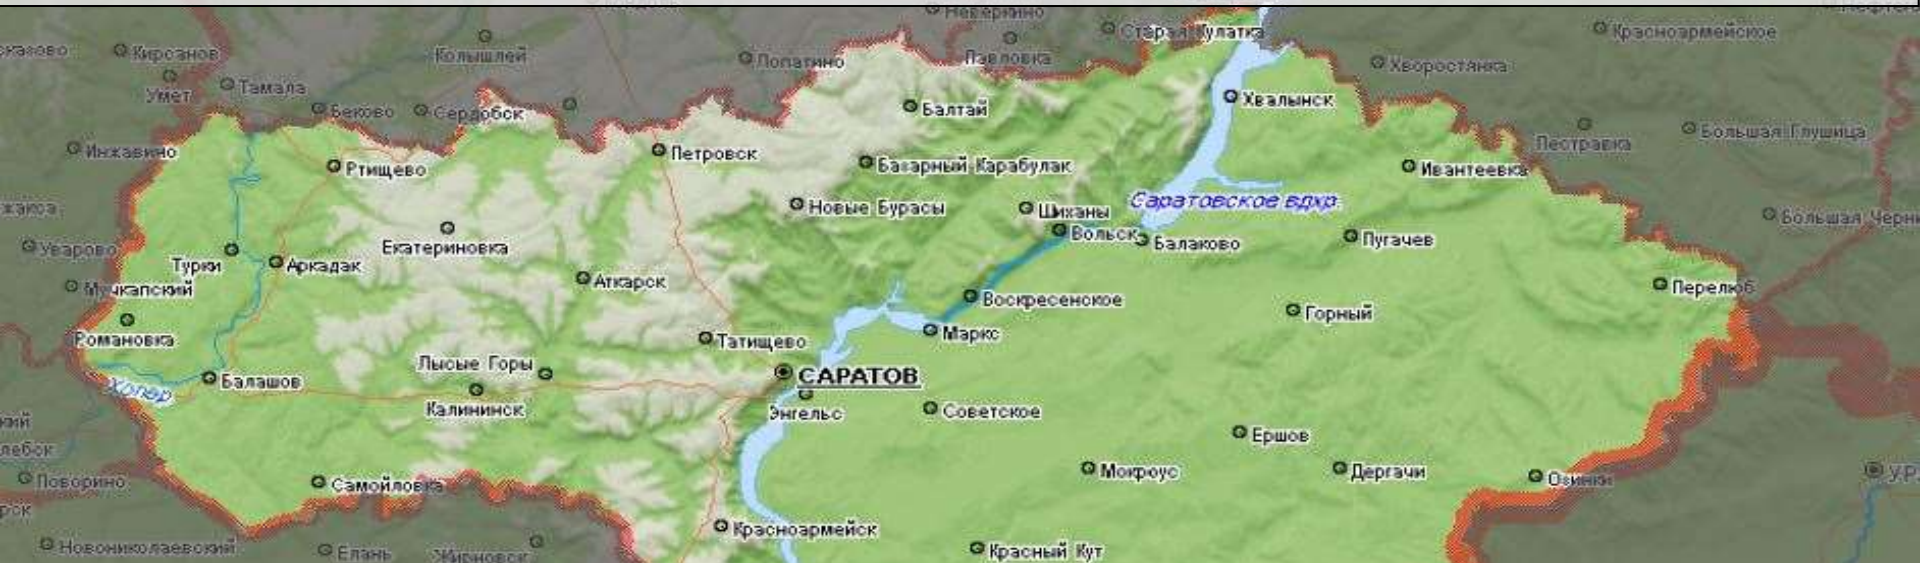 Неверкино
Старая Кулатка
Красноармейское
Кирсанов
Колышлей
Лопатино
Павловка
Хворостянка
Умет
Тамала
Беково
Сердобск
Балтай
Хвалынск
Пестравка
Большая Глушица
Инжавино
Ртищево
Петровск
Базарный Карабулак
Ивантеевка
Новые Бурасы
Шиханы
Саратовское вдхр.
Уварово
Екатериновка
Вольск
Балаково
Пугачев
Турки
Аркадак
Аткарск
Мучкапский
Воскресенское
Перелюб
Горный
Романовка
Татищево
Маркс
Лысые Горы
САРАТОВ
Хопер
Балашов
Калининск
Энгельс
Советское
Ершов
Поворино
Самойловка
Мокроус
Дергачи
Озинки
Красноармейск
Новониколаевский
Елань
Жирновск
Красный Кут